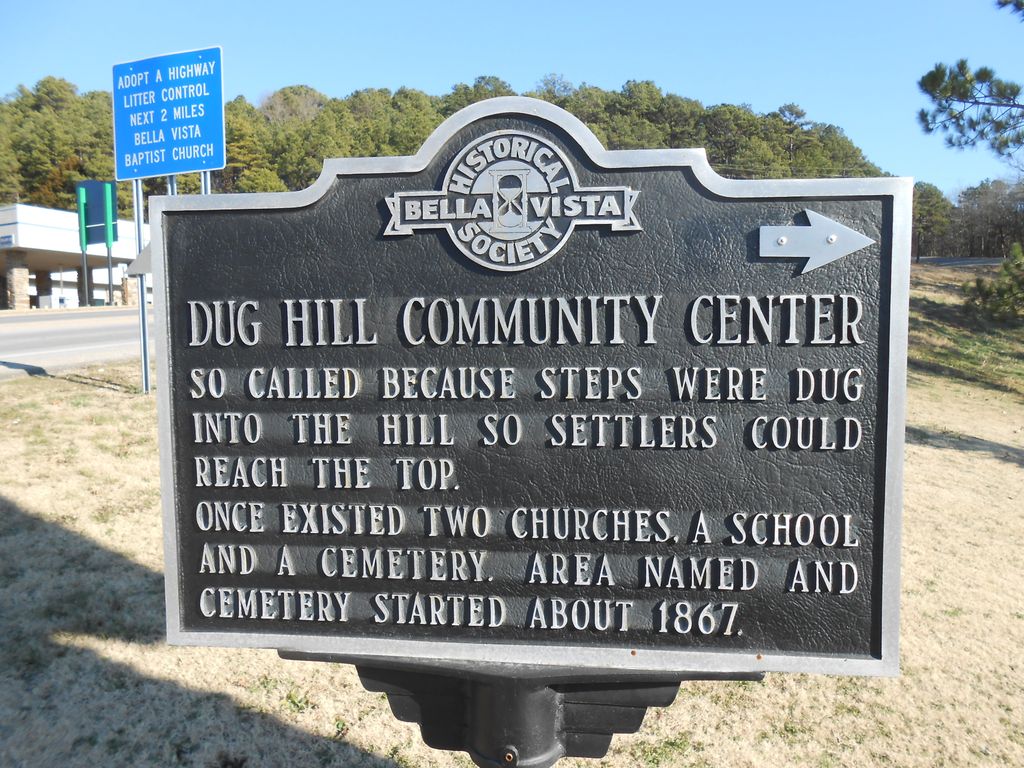 ADOPT A HIGHWAY
LITTER CONTROL
NEXT 2 MILES
BELLA VISTA
BAPTIST CHURCH
HISTORICAL
BELLA VISTA
SOCIETY
DUG HILL COMMUNITY CENTER
SO CALLED BECAUSE STEPS WERE DUG
INTO THE HILL SO SETTLERS COULD
REACH THE TOP.
ONCE EXISTED TWO CHURCHES, A SCHOOL
AND A CEMETERY. AREA NAMED AND
CEMETERY STARTED ABOUT 1867.